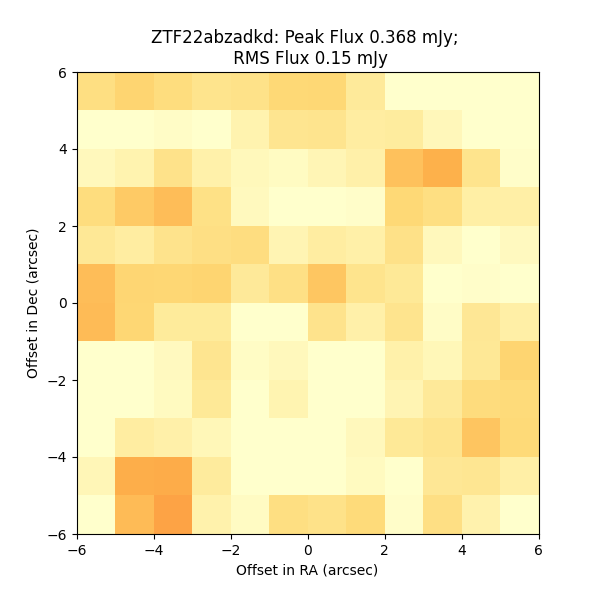 ZTF22abzadkd: Peak Flux 0.368 mJy;
RMS Flux 0.15 mJy
6
4
2
0
−2
−4
−6
Offset in Dec (arcsec)
−6 −4 −2 0 2 4 6
Offset in RA (arcsec)